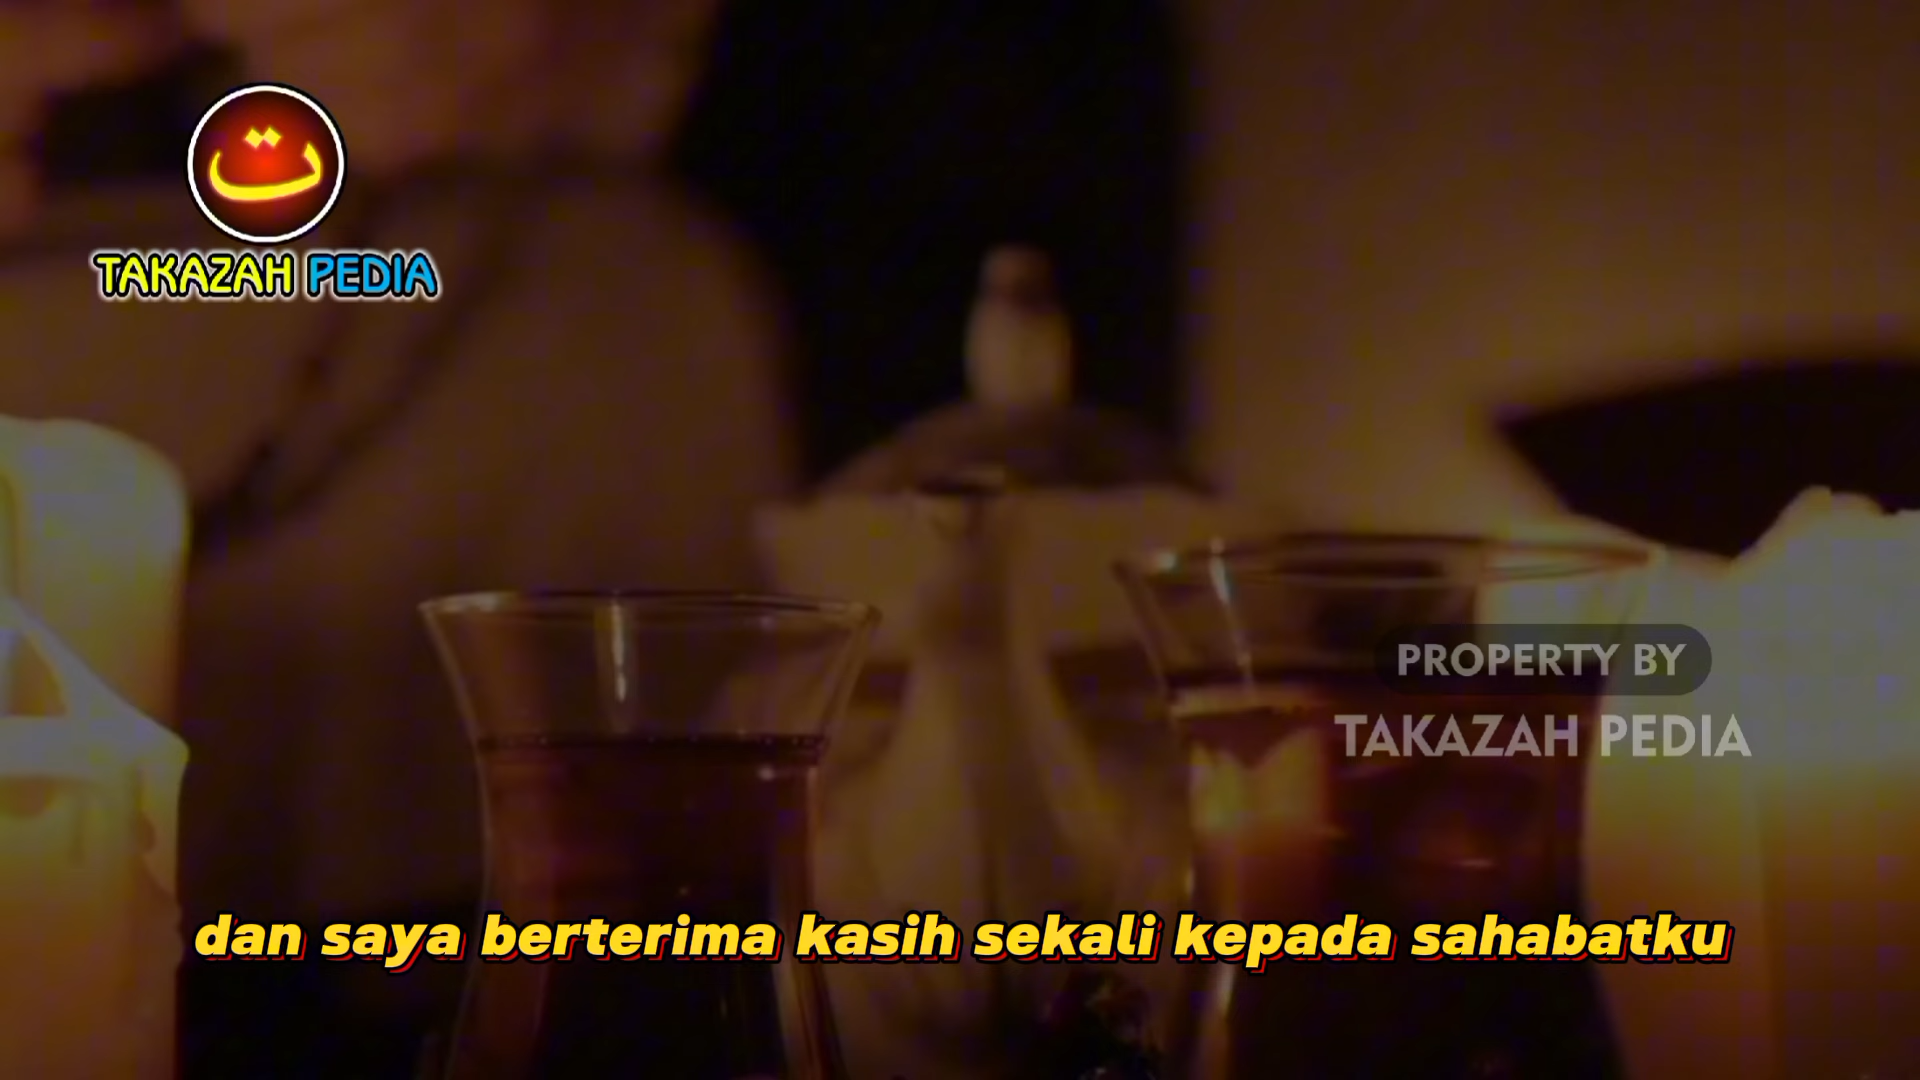 ت
TAKAZAH PEDIA
PROPERTY BY
TAKAZAH PEDIA
dan saya berterima kasih sekali kepada sahabatku